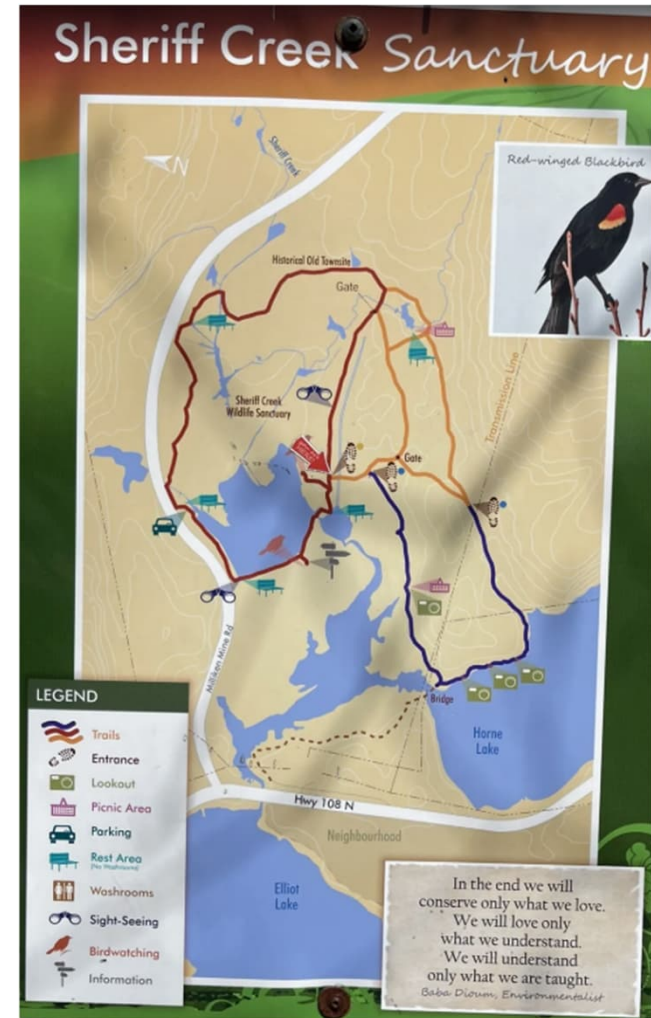 Sheriff Creek Sanctuary
Sheriff Creek
N
Red-winged Blackbird
Historical Old Townsite
Gate
Transmission Line
Sheriff Creek
Wildlife Sanctuary
Gate
Milliken Mine Rd
Bridge
Horne
Lake
Hwy 108 N
Neighbourhood
Elliot
Lake
LEGEND
Trails
Entrance
Lookout
Picnic Area
Parking
Rest Area
(No Washrooms)
Washrooms
Sight-Seeing
Birdwatching
Information
In the end we will
conserve only what we love.
We will love only
what we understand.
We will understand
only what we are taught.
Baba Dioum, Environmentalist